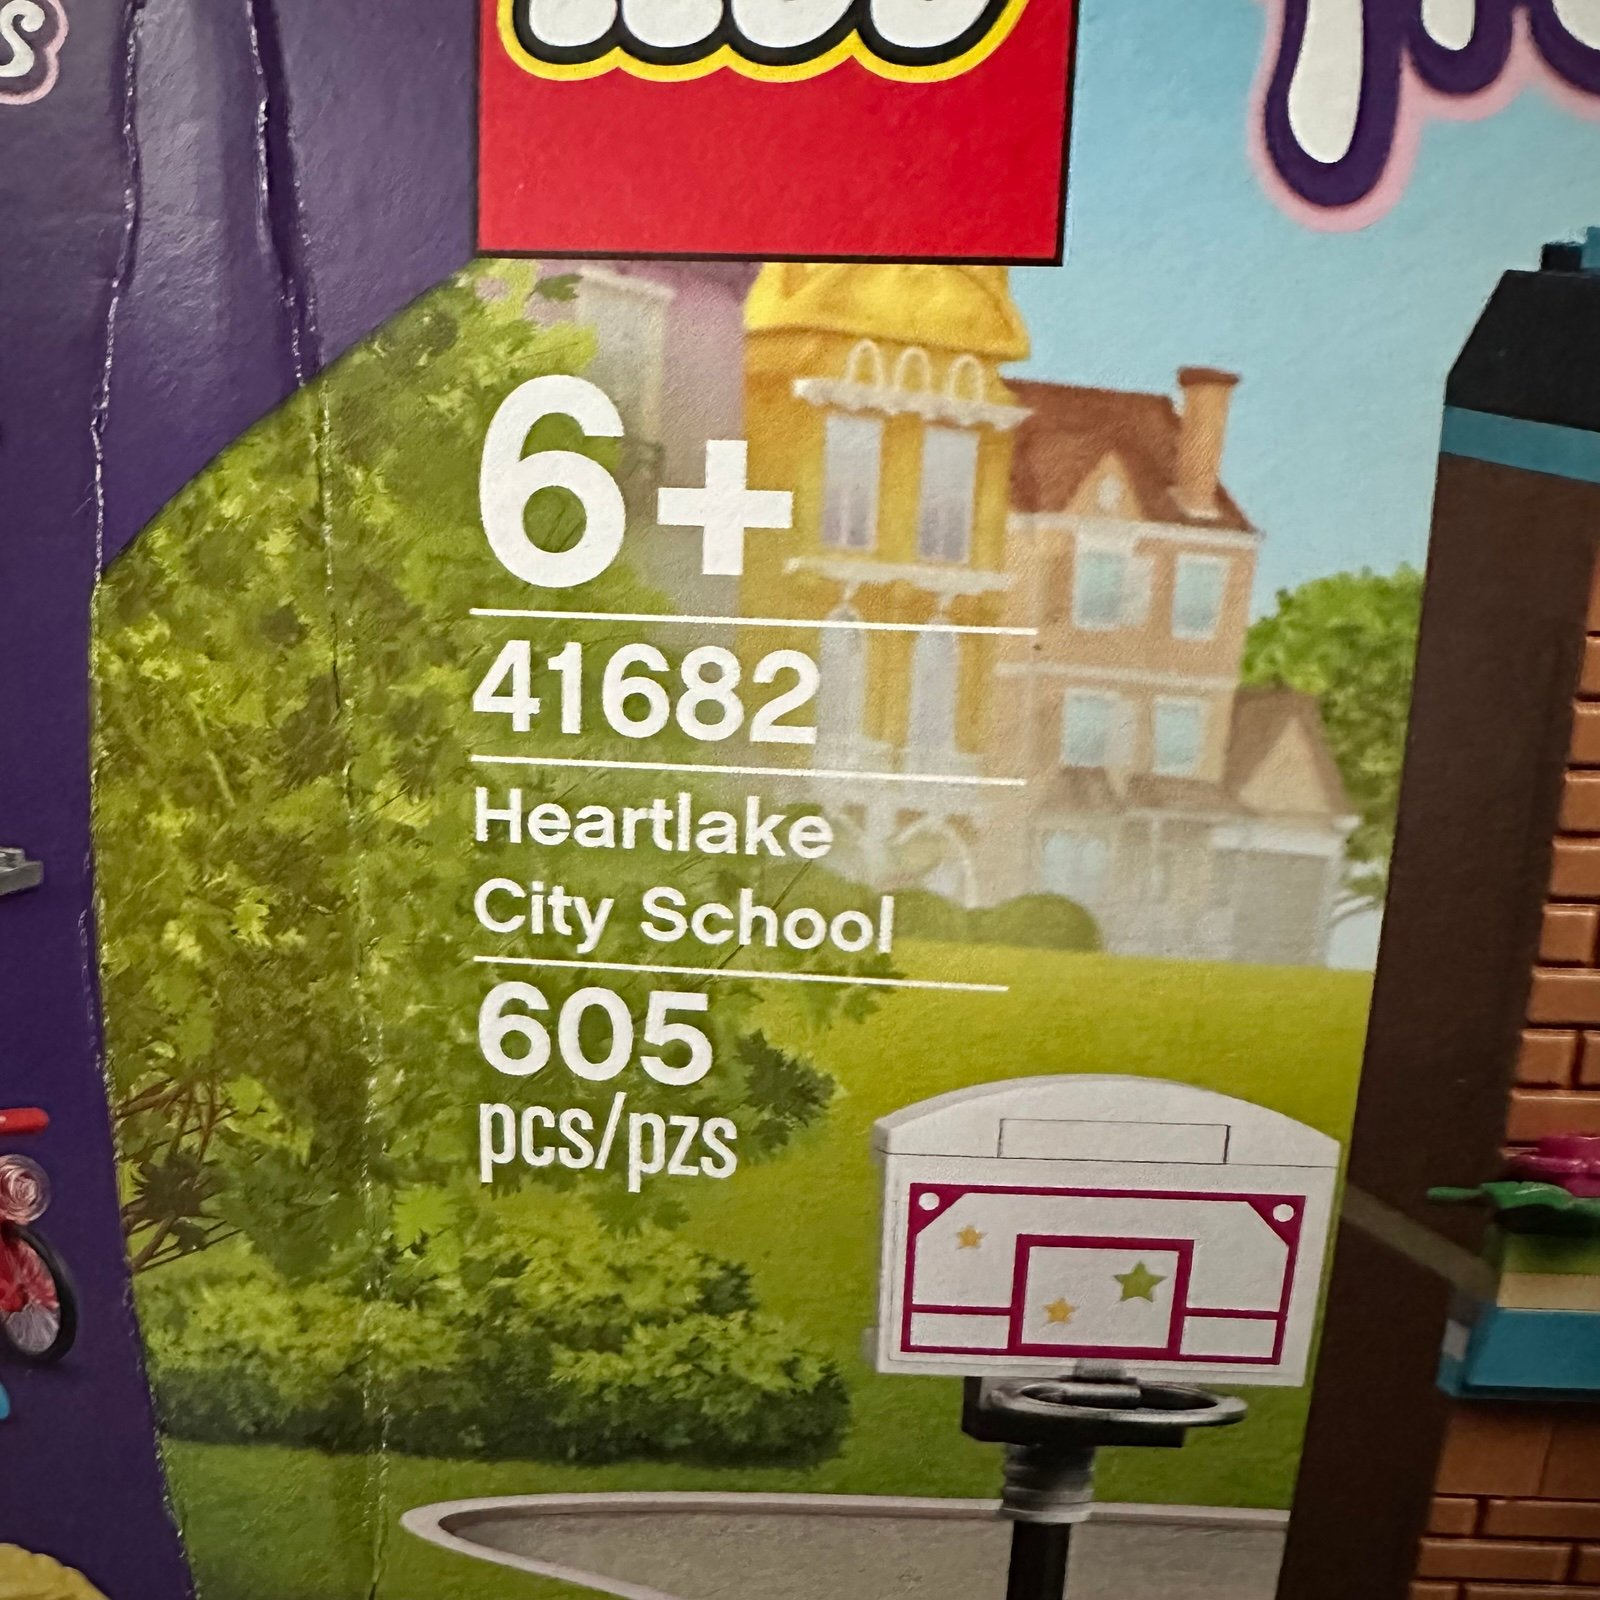 6+
41682
Heartlake
City School
605
pcs/pzs